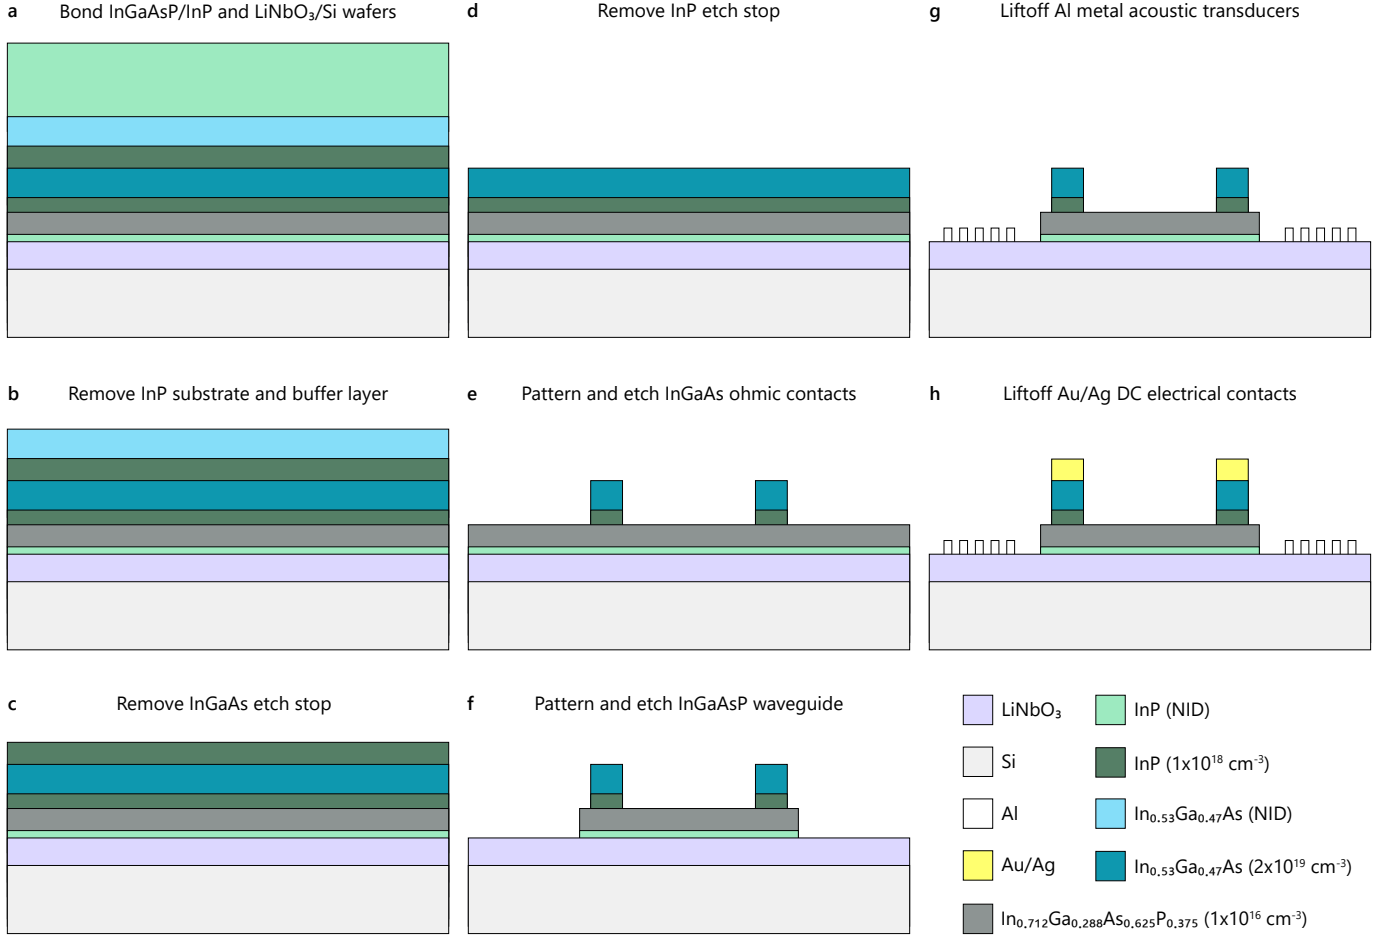 a Bond InGaAsP/InP and LiNbO₃/Si wafers
b Remove InP substrate and buffer layer
c Remove InGaAs etch stop
d Remove InP etch stop
e Pattern and etch InGaAs ohmic contacts
f Pattern and etch InGaAsP waveguide
g Liftoff Al metal acoustic transducers
h Liftoff Au/Ag DC electrical contacts
LiNbO₃
InP (NID)
Si
InP (1x10¹⁸ cm⁻³)
Al
In₀.₅₃Ga₀.₄₇As (NID)
Au/Ag
In₀.₅₃Ga₀.₄₇As (2x10¹⁹ cm⁻³)
In₀.₇₁₂Ga₀.₂₈₈As₀.₆₂₅P₀.₃₇₅ (1x10¹⁶ cm⁻³)